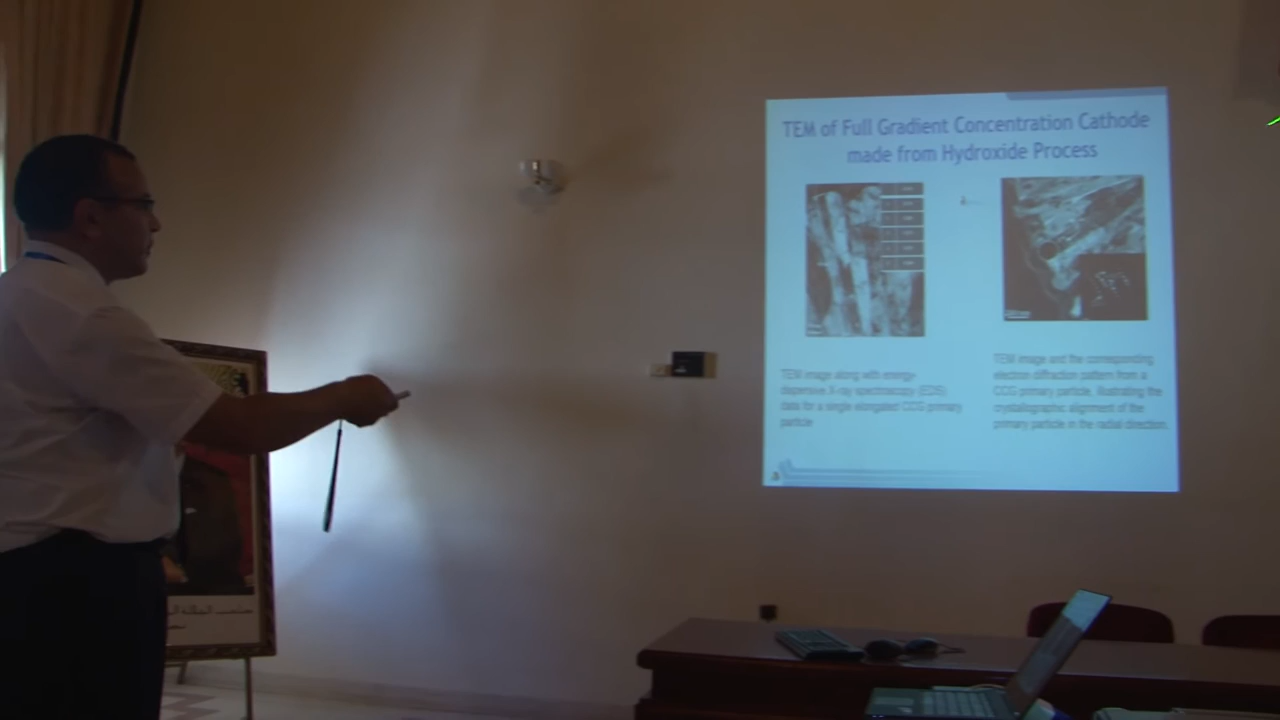 TEM of Full Gradient Concentration Cathode
made from Hydroxide Process
TEM image along with energy-
dispersive X-ray spectroscopy (EDS)
data for a single elongated CCG primary
particle
TEM image and the corresponding
electron diffraction pattern from a
CCG primary particle, illustrating the
crystallographic alignment of the
primary particle in the radial direction.